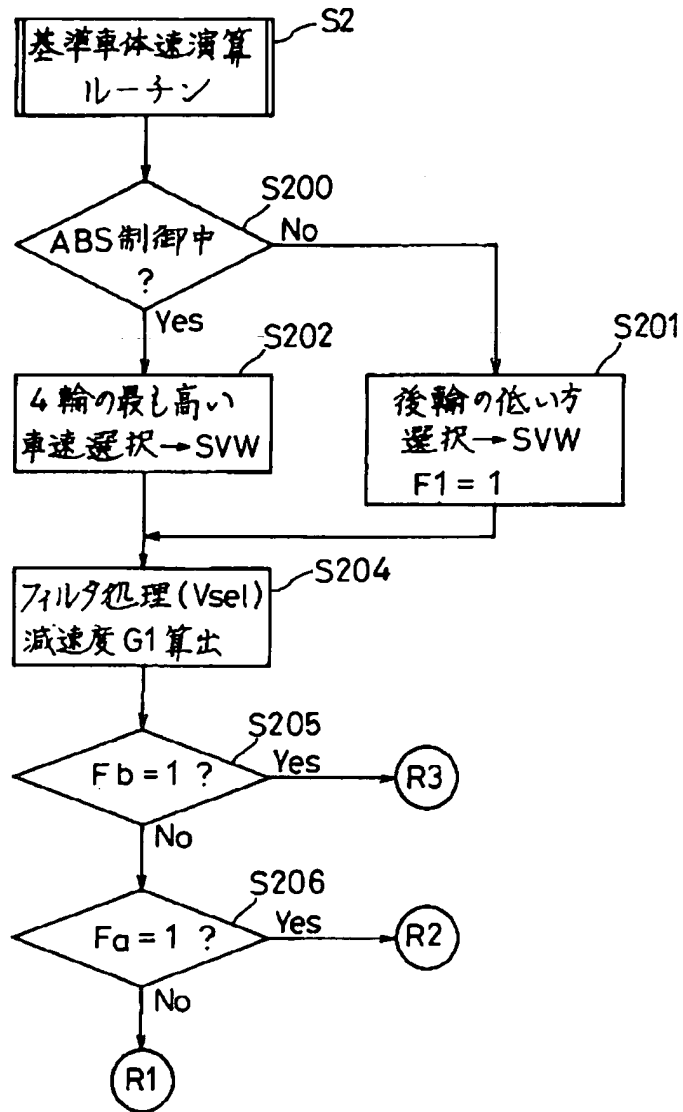 S2
基準車体速演算
ルーチン
S200
ABS制御中
?
No
Yes
S202
4輪の最も高い
車速選択→SVW
S201
後輪の低い方
選択→SVW
F1=1
S204
フィルタ処理(Vsel)
減速度G1算出
S205
Fb=1?
Yes
R3
No
S206
Fa=1?
Yes
R2
No
R1